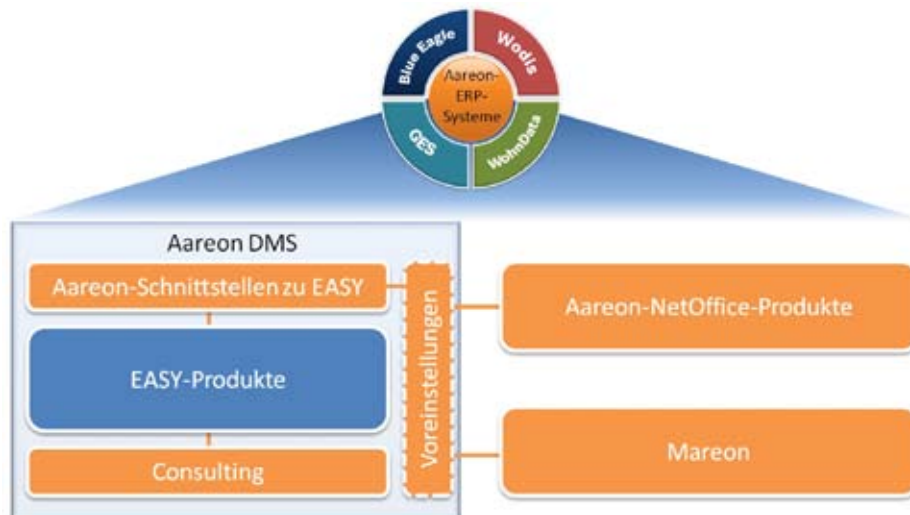 Blue Eagle
Wodis
Aareon-
ERP-
Systeme
GES
WohnData
Aareon DMS
Aareon-Schnittstellen zu EASY
EASY-Produkte
Consulting
Voreinstellungen
Aareon-NetOffice-Produkte
Mareon